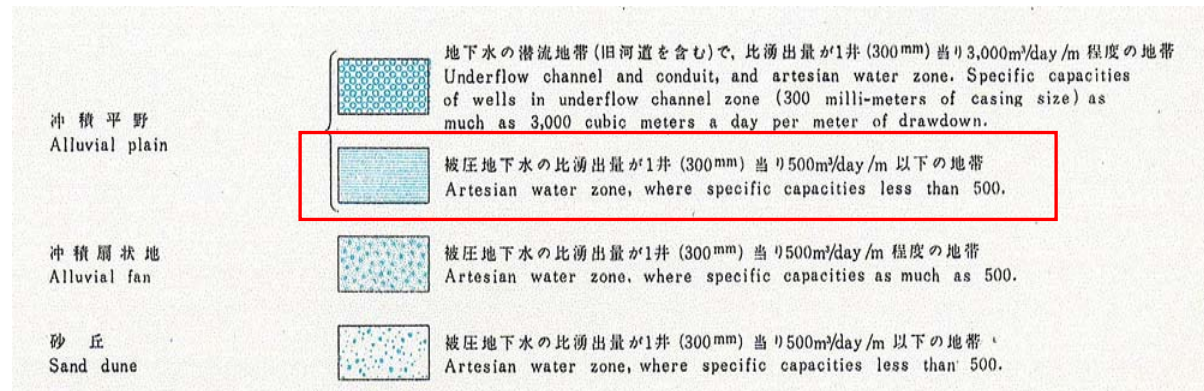 地下水の潜流地帯(旧河道を含む)で、比湧出量が1井(300mm)当り3,000m³/day/m 程度の地帯
Underflow channel and conduit, and artesian water zone. Specific capacities
of wells in underflow channel zone (300 milli-meters of casing size) as
much as 3,000 cubic meters a day per meter of drawdown.
冲積平野
Alluvial plain
被圧地下水の比湧出量が1井(300mm)当り500m³/day/m 以下の地帯
Artesian water zone, where specific capacities less than 500.
冲積扇状地
Alluvial fan
被圧地下水の比湧出量が1井(300mm)当り500m³/day/m 程度の地帯
Artesian water zone, where specific capacities as much as 500.
砂丘
Sand dune
被圧地下水の比湧出量が1井(300mm)当り500m³/day/m 以下の地帯
Artesian water zone, where specific capacities less than 500.